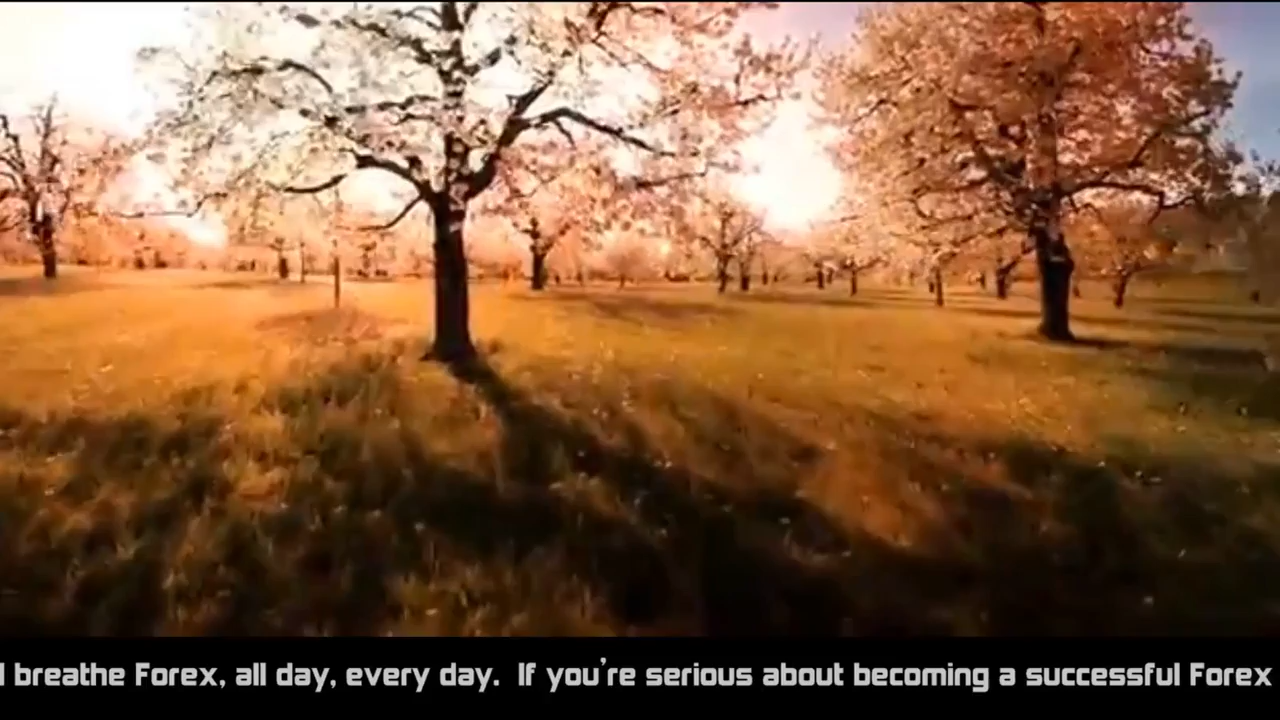 breathe Forex, all day, every day. If you're serious about becoming a successful Forex